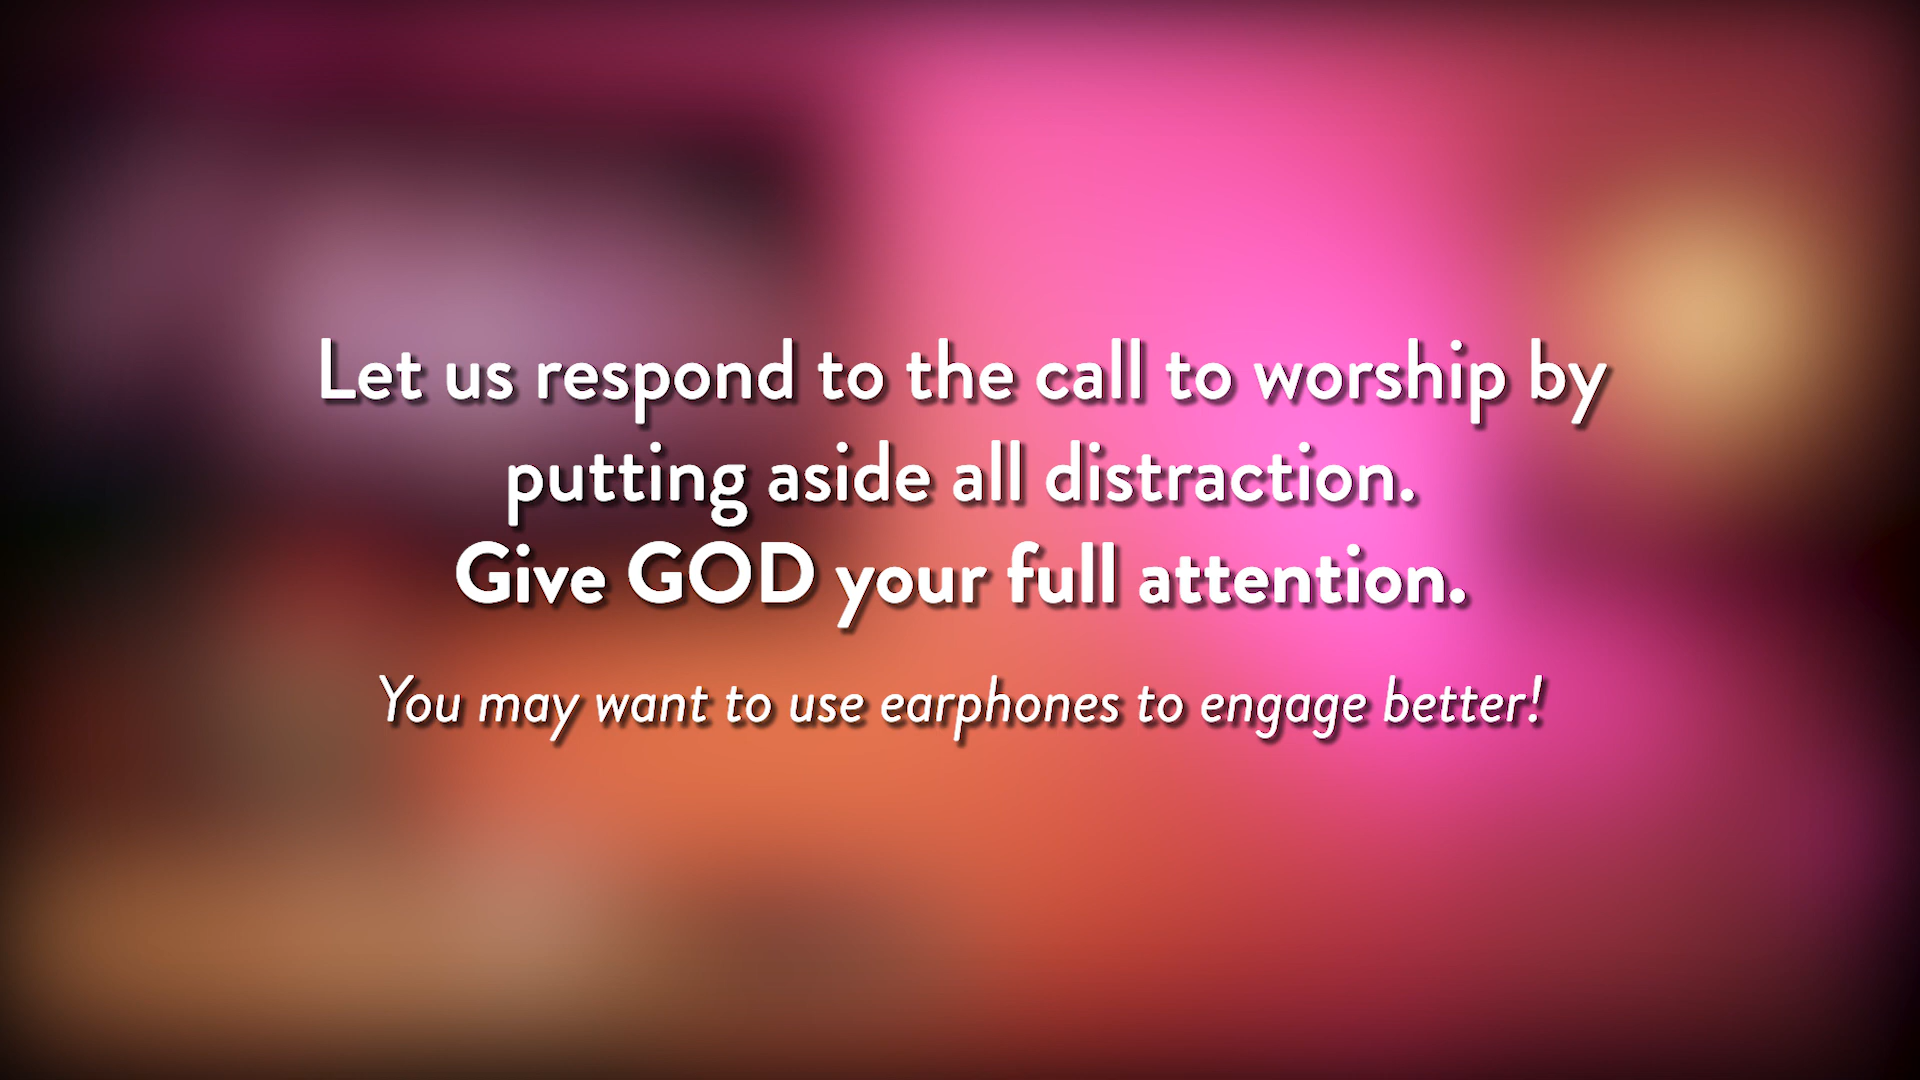 Let us respond to the call to worship by
putting aside all distraction.
Give GOD your full attention.
You may want to use earphones to engage better!